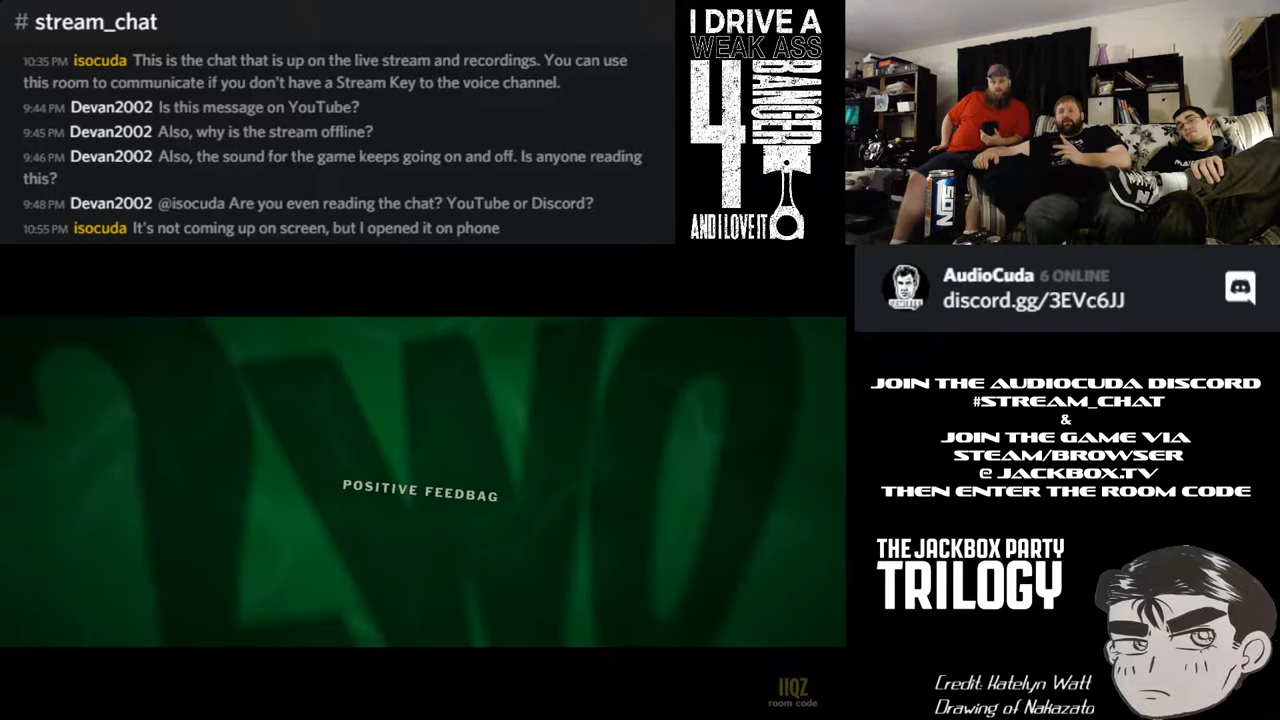 # stream_chat
10:35 PM isocuda This is the chat that is up on the live stream and recordings. You can use
this room to communicate if you don't have a Steam Key to the voice channel.
9:44 PM Devan2002 Is this message on YouTube?
9:45 PM Devan2002 Also, why is the stream offline?
9:46 PM Devan2002 Also, the sound for the game keeps going on and off. Is anyone reading
this?
9:48 PM Devan2002 @isocuda Are you even reading the chat? YouTube or Discord?
10:55 PM isocuda It's not coming up on screen, but I opened it on phone
I DRIVE A
WEAK ASS
4
BANGER
AND I LOVE IT
NOS
AudioCuda 6 ONLINE
discord.gg/3EVc6JJ
TWO
POSITIVE FEEDBAG
JOIN THE AUDIOCUDA DISCORD
#STREAM_CHAT
&
JOIN THE GAME VIA
STEAM/BROWSER
@ JACKBOX.TV
THEN ENTER THE ROOM CODE
THE JACKBOX PARTY
TRILOGY
IIQZ
room code
Credit: Katelyn Watt
Drawing of Nakazato